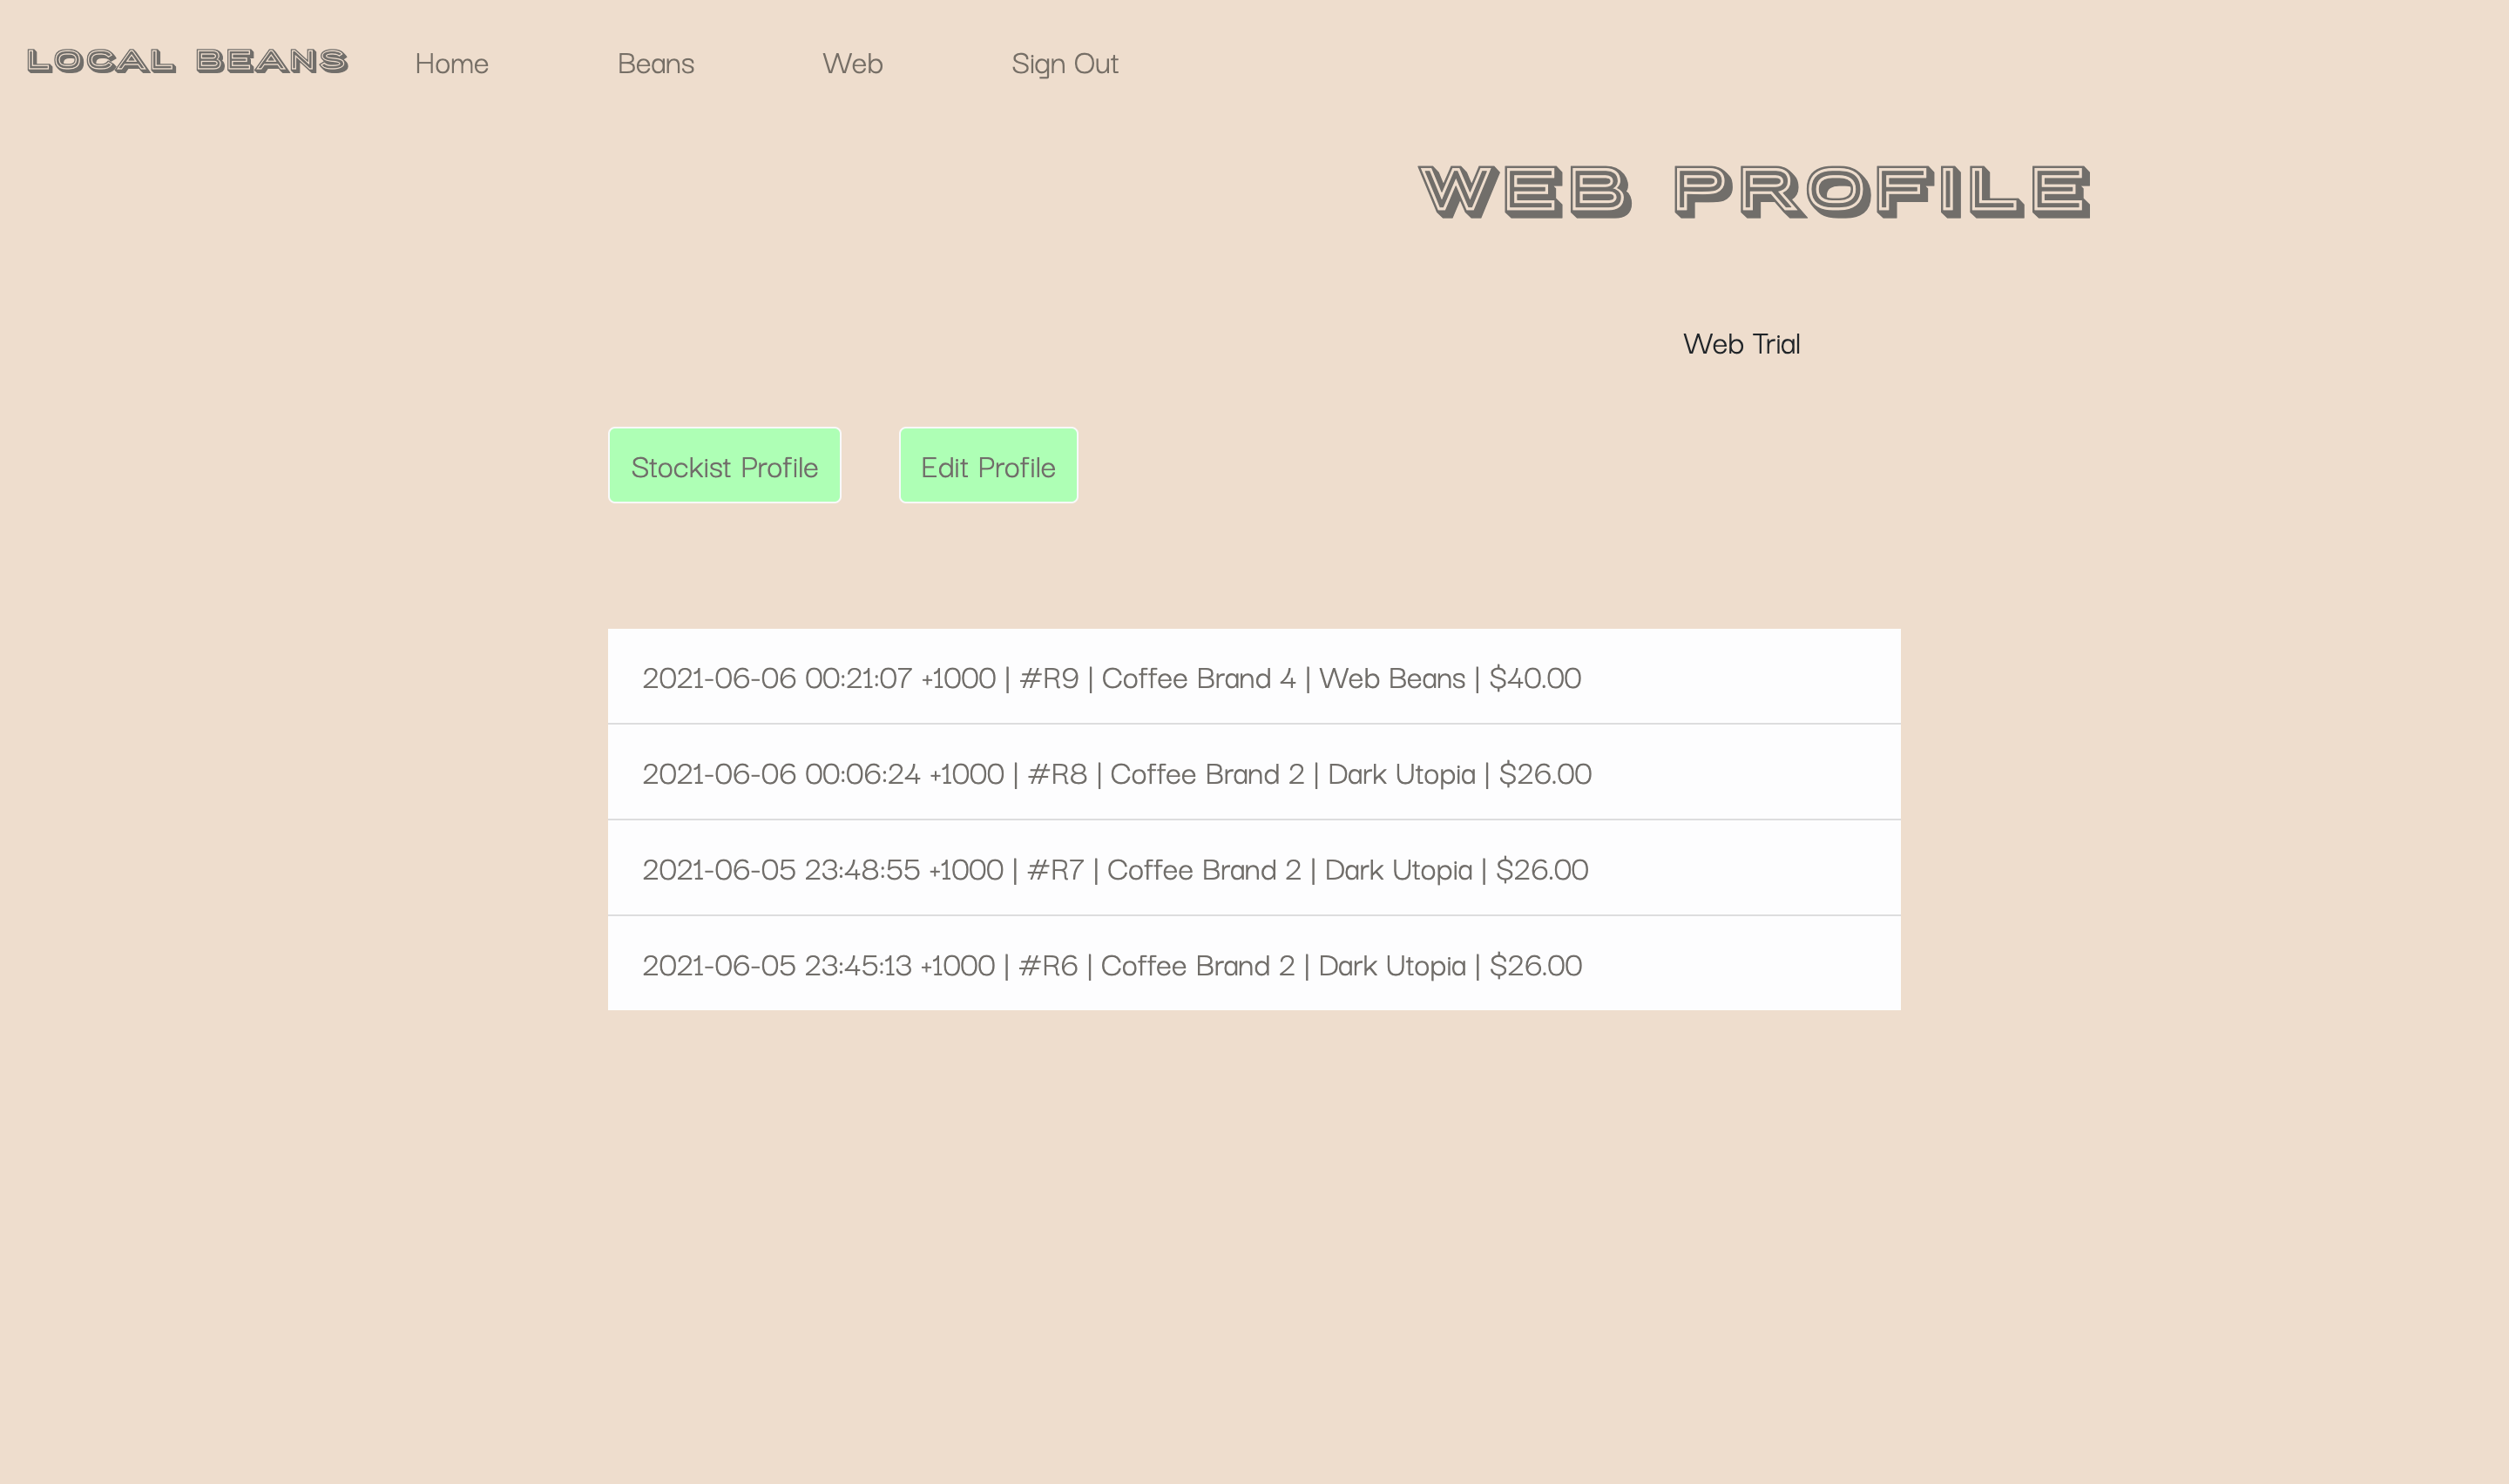 LOCAL BEANS Home Beans Web Sign Out
WEB PROFILE
Web Trial
Stockist Profile Edit Profile
2021-06-06 00:21:07 +1000 | #R9 | Coffee Brand 4 | Web Beans | $40.00
2021-06-06 00:06:24 +1000 | #R8 | Coffee Brand 2 | Dark Utopia | $26.00
2021-06-05 23:48:55 +1000 | #R7 | Coffee Brand 2 | Dark Utopia | $26.00
2021-06-05 23:45:13 +1000 | #R6 | Coffee Brand 2 | Dark Utopia | $26.00